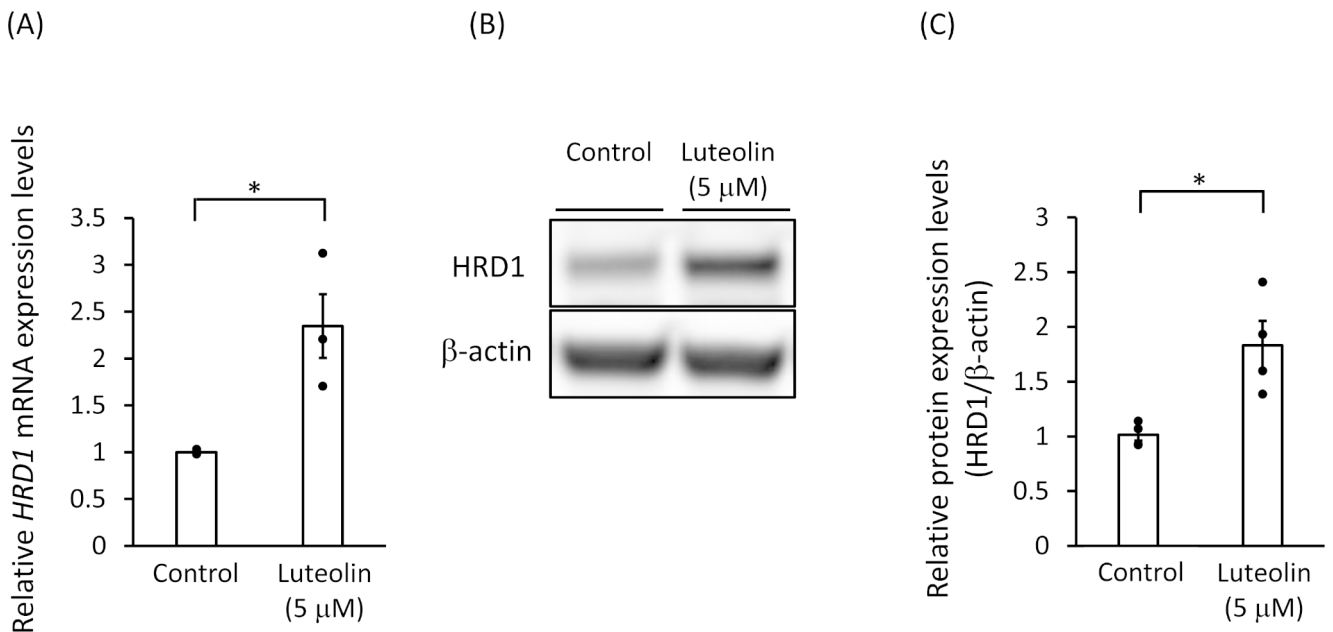 (A)
Relative HRD1 mRNA expression levels
*
3.5
3
2.5
2
1.5
1
0.5
0
Control
Luteolin
(5 μM)
(B)
Control
Luteolin
(5 μM)
HRD1
β-actin
(C)
Relative protein expression levels
(HRD1/β-actin)
*
3
2.5
2
1.5
1
0.5
0
Control
Luteolin
(5 μM)